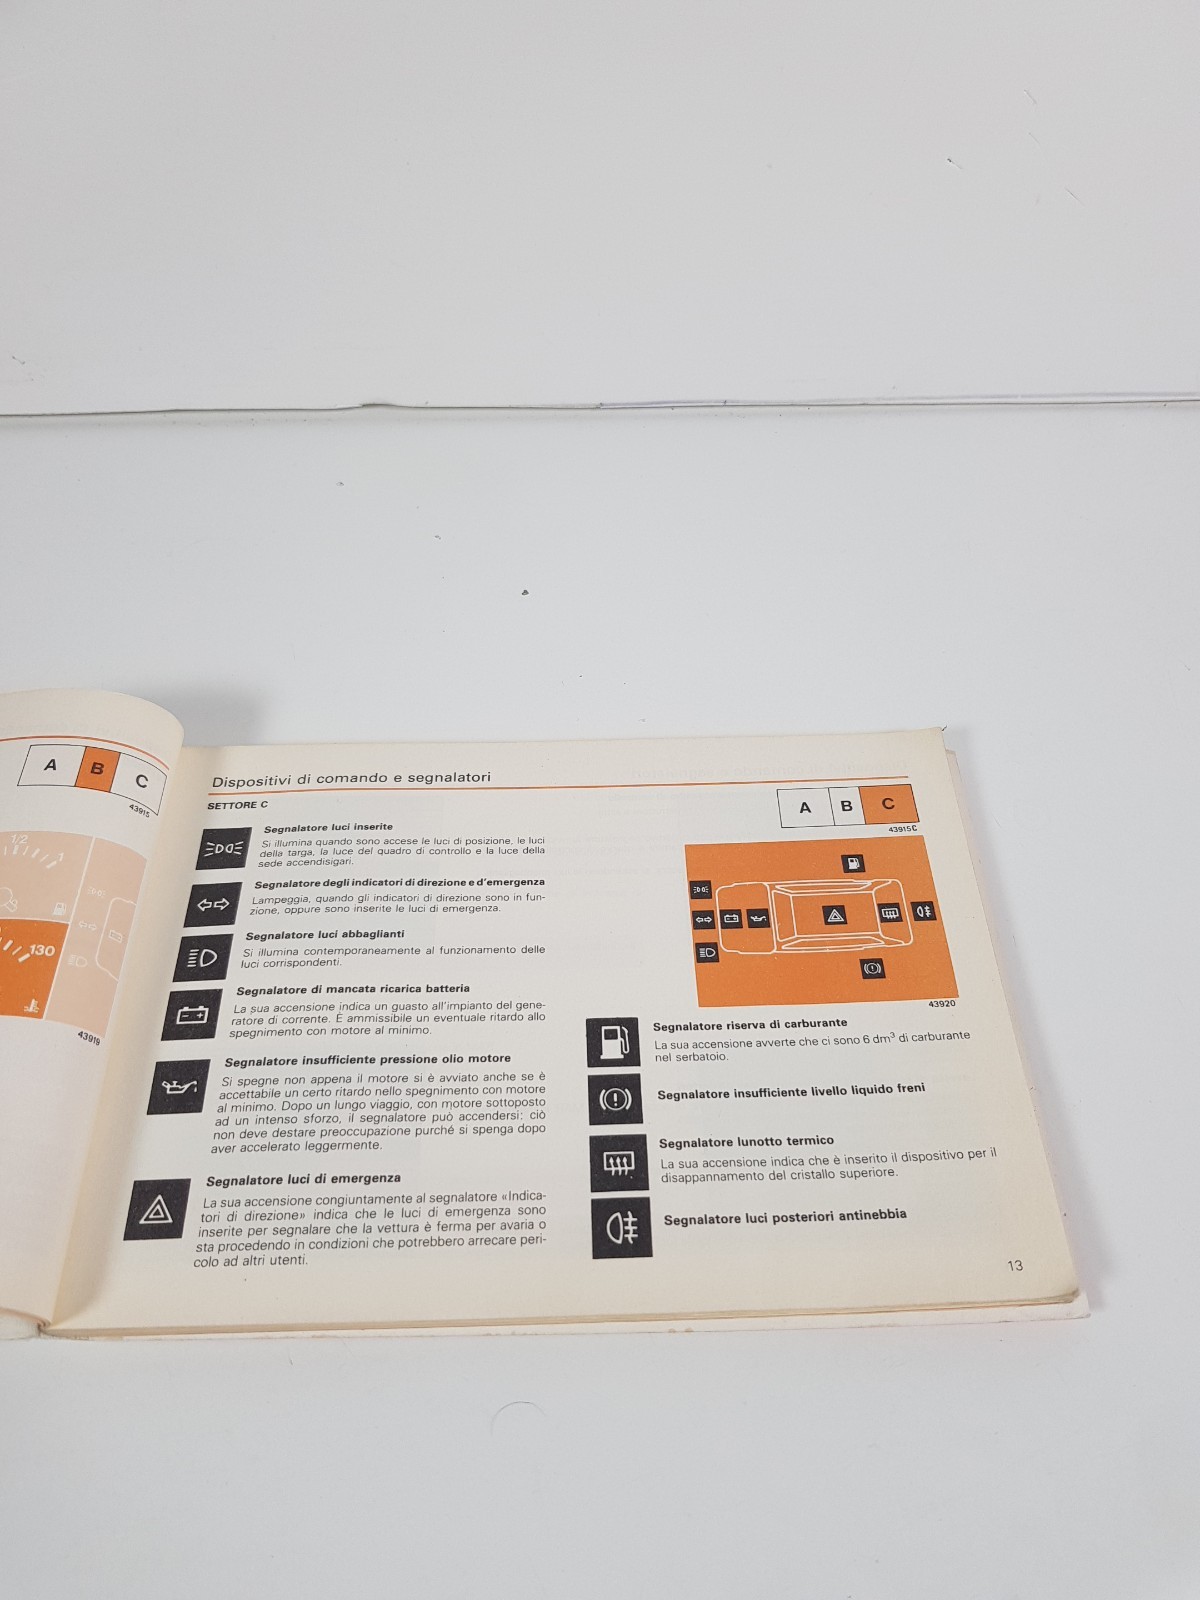 A B C
43915
1/2
1
130
43919
Dispositivi di comando e segnalatori
SETTORE C
Segnalatore luci inserite
Si illumina quando sono accese le luci di posizione, le luci
della targa, la luce del quadro di controllo e la luce della
sede accendisigari.
Segnalatore degli indicatori di direzione e d'emergenza
Lampeggia, quando gli indicatori di direzione sono in fun-
zione, oppure sono inserite le luci di emergenza.
Segnalatore luci abbaglianti
Si illumina contemporaneamente al funzionamento delle
luci corrispondenti.
Segnalatore di mancata ricarica batteria
La sua accensione indica un guasto all'impianto del gene-
ratore di corrente. È ammissibile un eventuale ritardo allo
spegnimento con motore al minimo.
Segnalatore insufficiente pressione olio motore
Si spegne non appena il motore si è avviato anche se è
accettabile un certo ritardo nello spegnimento con motore
al minimo. Dopo un lungo viaggio, con motore sottoposto
ad un intenso sforzo, il segnalatore può accendersi: ciò
non deve destare preoccupazione purché si spenga dopo
aver accelerato leggermente.
Segnalatore luci di emergenza
La sua accensione congiuntamente al segnalatore «Indica-
tori di direzione» indica che le luci di emergenza sono
inserite per segnalare che la vettura è ferma per avaria o
sta procedendo in condizioni che potrebbero arrecare peri-
colo ad altri utenti.
A B C
43915C
43920
Segnalatore riserva di carburante
La sua accensione avverte che ci sono 6 dm³ di carburante
nel serbatoio.
Segnalatore insufficiente livello liquido freni
Segnalatore lunotto termico
La sua accensione indica che è inserito il dispositivo per il
disappannamento del cristallo superiore.
Segnalatore luci posteriori antinebbia
13